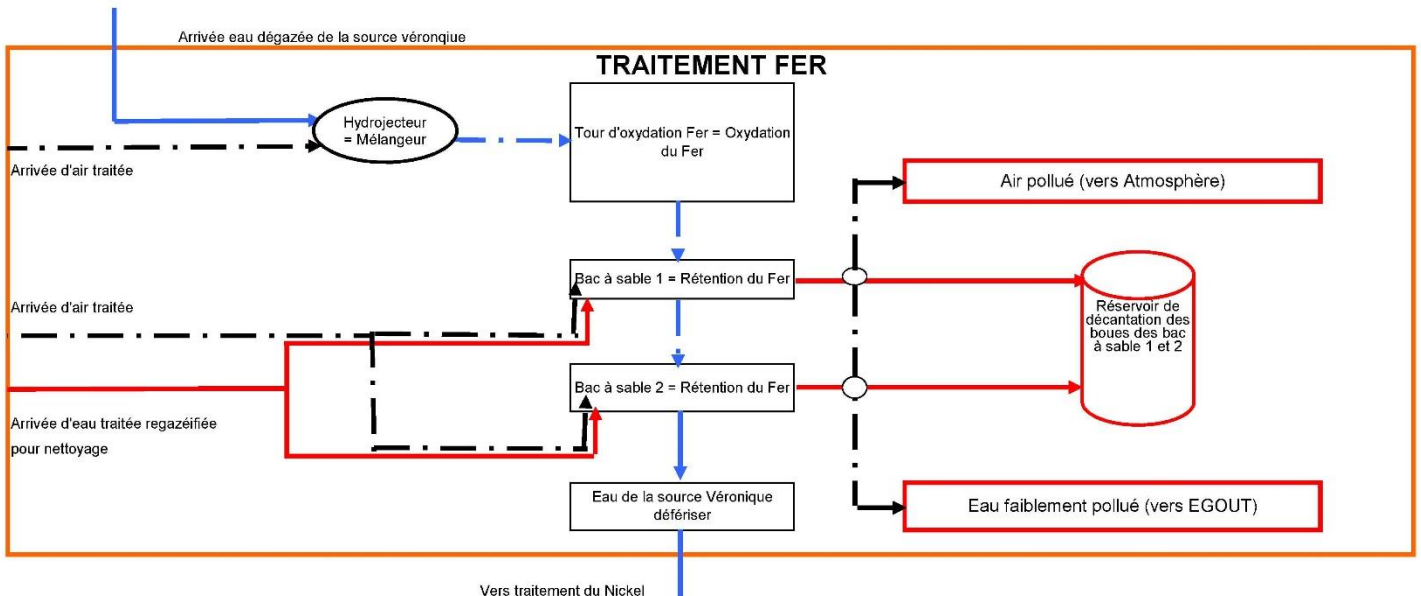 Arrivée eau dégazée de la source véronqiue
TRAITEMENT FER
Hydrojecteur
= Mélangeur
Tour d'oxydation Fer = Oxydation
du Fer
Arrivée d'air traitée
Air pollué (vers Atmosphère)
Bac à sable 1 = Rétention du Fer
Arrivée d'air traitée
Réservoir de
décantation des
boues des bac
à sable 1 et 2
Bac à sable 2 = Rétention du Fer
Arrivée d'eau traitée regazéifiée
pour nettoyage
Eau de la source Véronique
défériser
Eau faiblement pollué (vers EGOUT)
Vers traitement du Nickel